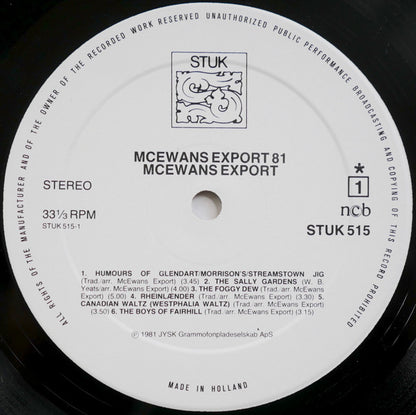 ALL RIGHTS OF THE MANUFACTURER AND OF THE OWNER OF THE RECORDED WORK RESERVED UNAUTHORIZED PUBLIC PERFORMANCE BROADCASTING AND COPYING OF THIS RECORD PROHIBITED
STUK
MCEWANS EXPORT 81
MCEWANS EXPORT
STEREO
33⅓ RPM
STUK 515-1
*
1
ncb
STUK 515
1. HUMOURS OF GLENDART/MORRISON'S/STREAMSTOWN JIG
(Trad. arr. McEwans Export) (3.45) 2. THE SALLY GARDENS (W. B.
Yeats/arr. McEwans Export) (4.00) 3. THE FOGGY DEW (Trad./arr. McEwans
Export) (5.00) 4. RHEINLÆNDER (Trad./arr. McEwans Export) (3.30) 5.
CANADIAN WALTZ (WESTPHALIA WALTZ) (Trad./arr. McEwans Export)
(3.50) 6. THE BOYS OF FAIRHILL (Trad./arr. McEwans Export) (3.15)
℗ 1981 JYSK Grammofonpladeselskab ApS
MADE IN HOLLAND